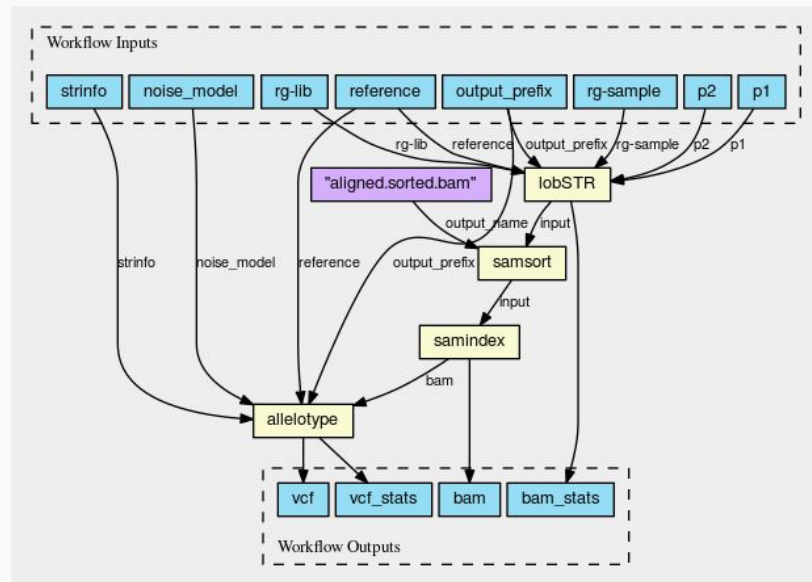 Workflow Inputs
strinfo
noise_model
rg-lib
reference
output_prefix
rg-sample
p2
p1
rg-lib
reference
output_prefix
rg-sample
p2
p1
"aligned.sorted.bam"
lobSTR
output_name
input
strinfo
noise_model
reference
output_prefix
samsort
input
samindex
bam
allelotype
vcf
vcf_stats
bam
bam_stats
Workflow Outputs